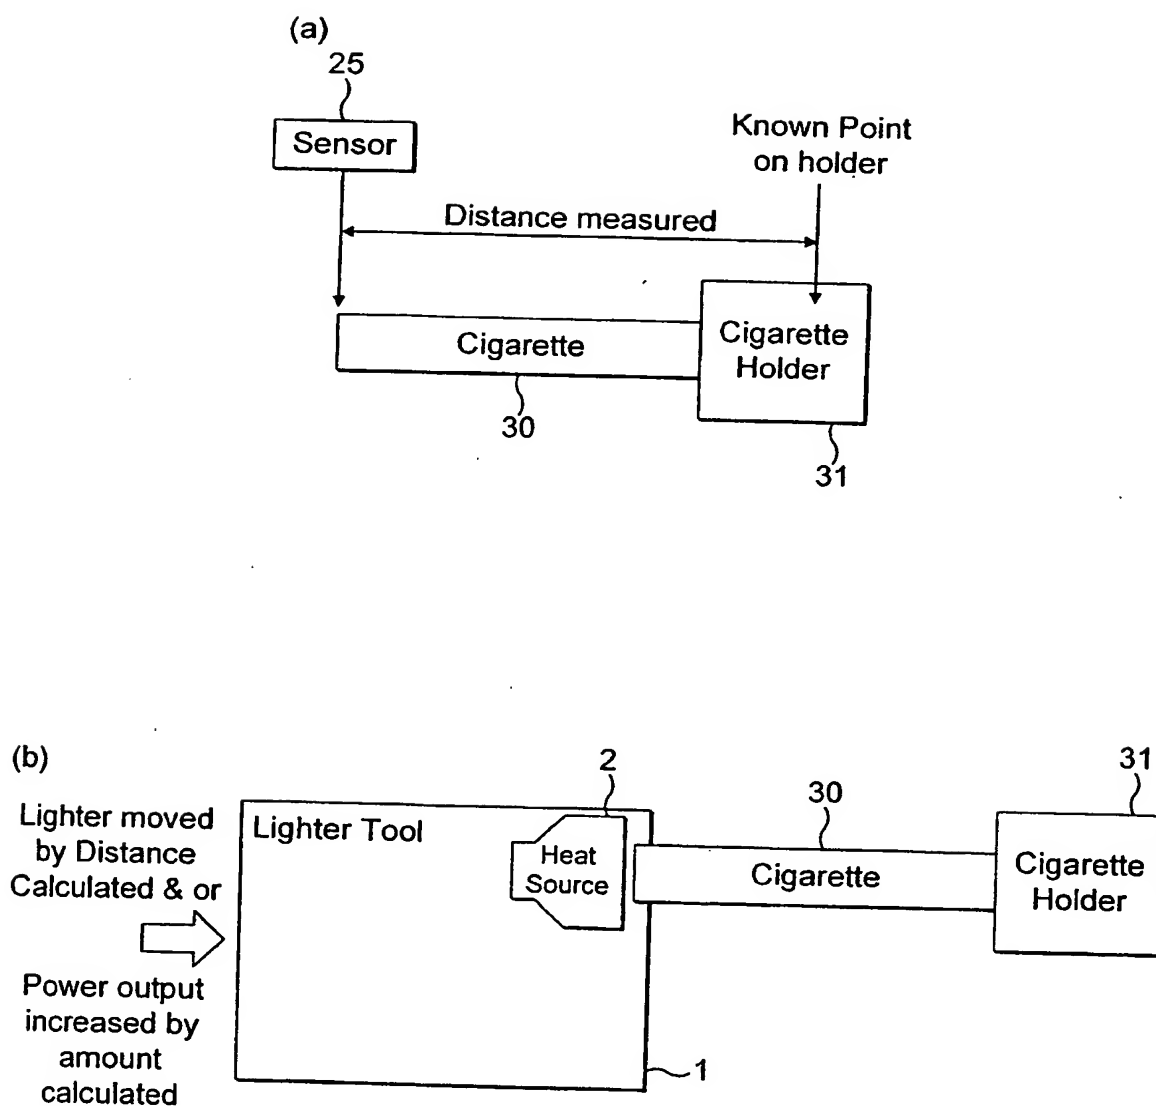 (a)
25
Sensor
Known Point
on holder
Distance measured
Cigarette
Cigarette
Holder
30
31
(b)
2
30
31
Lighter moved
by Distance
Calculated & or
Power output
increased by
amount
calculated
Lighter Tool
Heat
Source
Cigarette
Cigarette
Holder
1